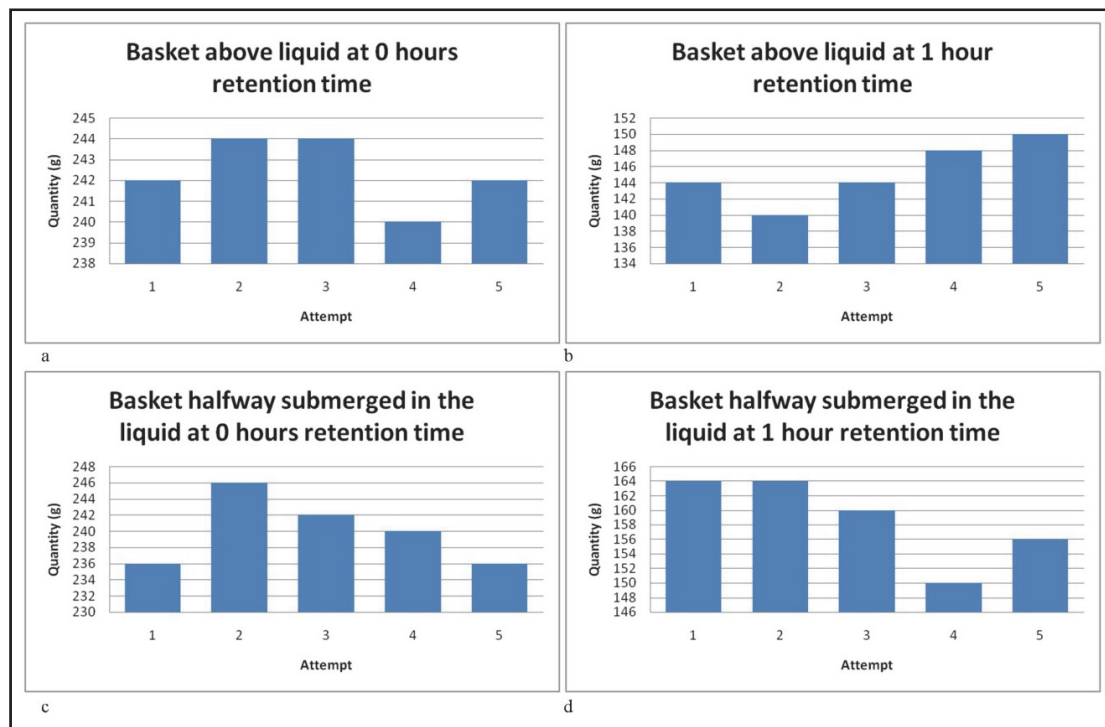 Basket above liquid at 0 hours
retention time
Quantity (g)
245
244
243
242
241
240
239
238
1 2 3 4 5
Attempt
a
Basket above liquid at 1 hour
retention time
Quantity (g)
152
150
148
146
144
142
140
138
136
134
1 2 3 4 5
Attempt
b
Basket halfway submerged in the
liquid at 0 hours retention time
Quantity (g)
248
246
244
242
240
238
236
234
232
230
1 2 3 4 5
Attempt
c
Basket halfway submerged in the
liquid at 1 hour retention time
Quantity (g)
166
164
162
160
158
156
154
152
150
148
146
1 2 3 4 5
Attempt
d